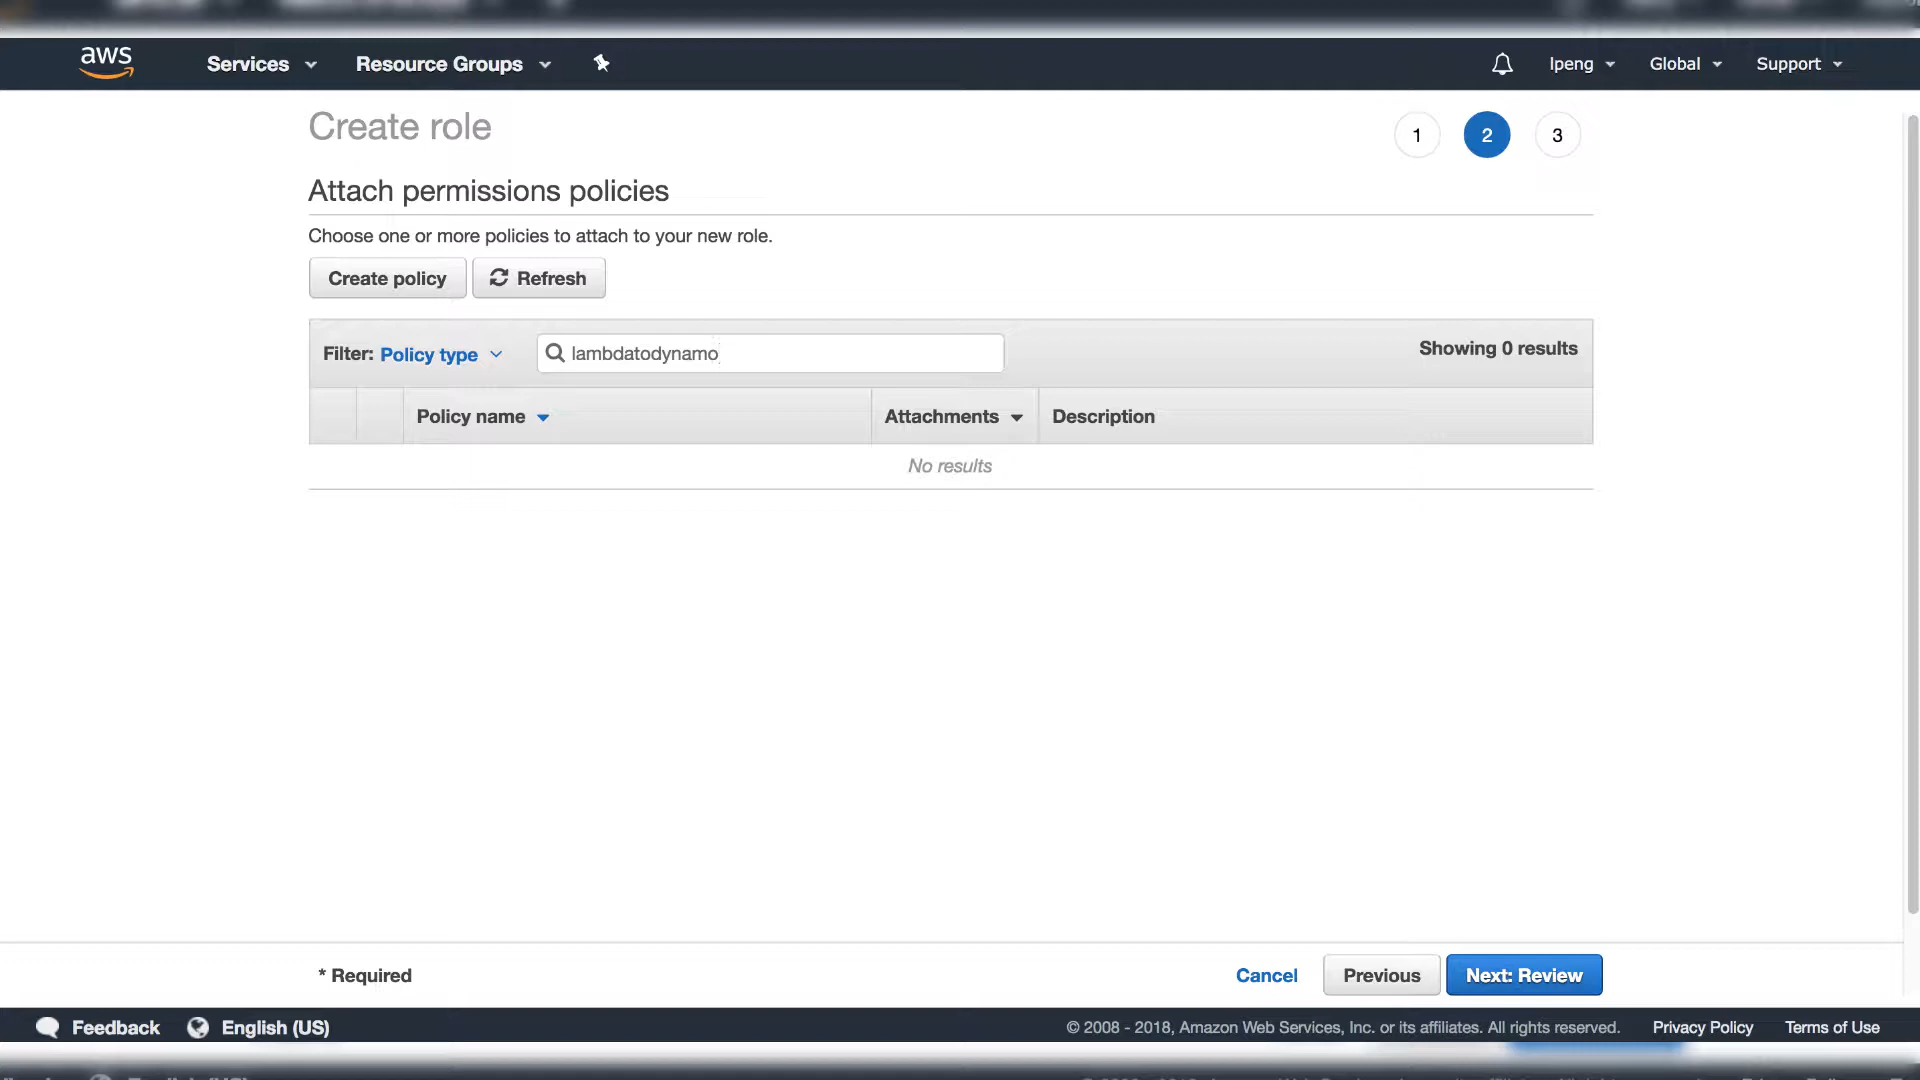 aws Services Resource Groups Ipeng Global Support
Create role 1 2 3
Attach permissions policies
Choose one or more policies to attach to your new role.
Create policy Refresh
Filter: Policy type lambdatodynamo Showing 0 results
Policy name Attachments Description
No results
* Required Cancel Previous Next: Review
Feedback English (US) © 2008 - 2018, Amazon Web Services, Inc. or its affiliates. All rights reserved. Privacy Policy Terms of Use